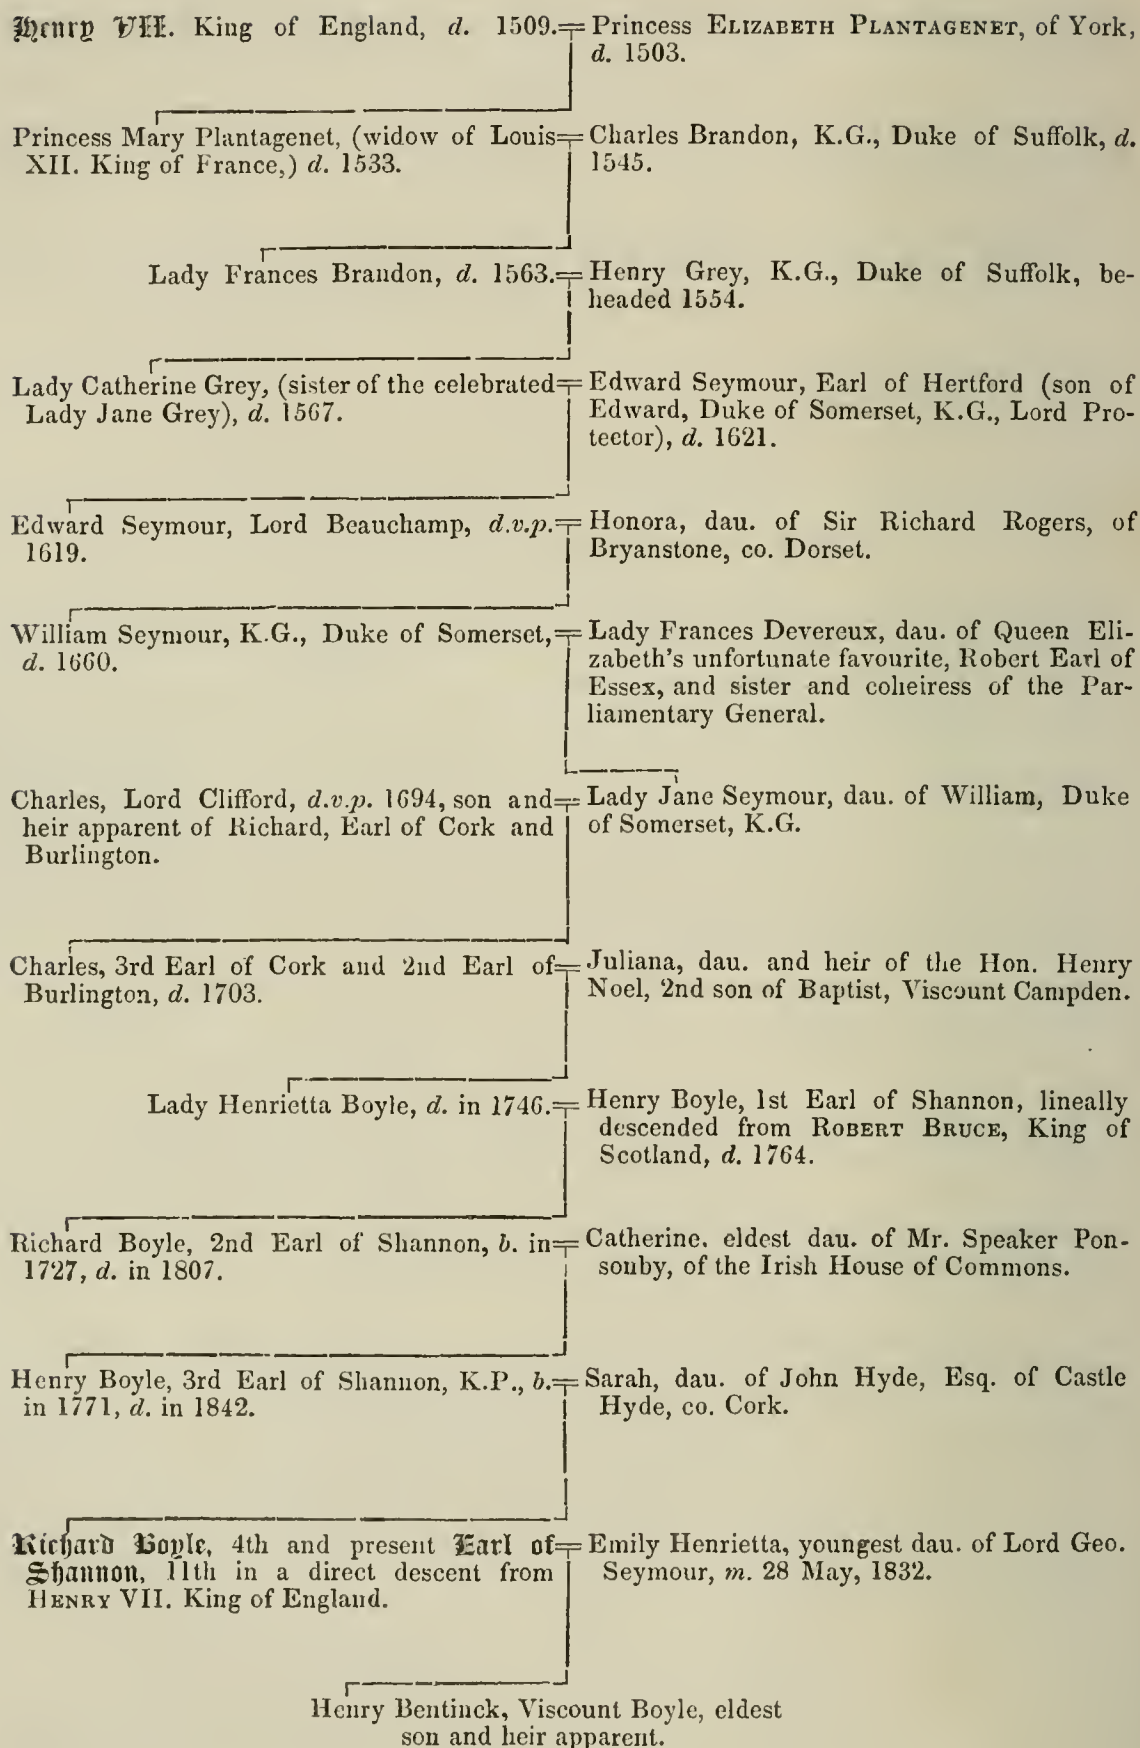 Henry VII. King of England, d. 1509.
Princess ELIZABETH PLANTAGENET, of York,
d. 1503.
Princess Mary Plantagenet, (widow of Louis
XII. King of France,) d. 1533.
Charles Brandon, K.G., Duke of Suffolk, d.
1545.
Lady Frances Brandon, d. 1563.
Henry Grey, K.G., Duke of Suffolk, be-
headed 1554.
Lady Catherine Grey, (sister of the celebrated
Lady Jane Grey), d. 1567.
Edward Seymour, Earl of Hertford (son of
Edward, Duke of Somerset, K.G., Lord Pro-
tector), d. 1621.
Edward Seymour, Lord Beauchamp, d.v.p.
1619.
Honora, dau. of Sir Richard Rogers, of
Bryanstone, co. Dorset.
William Seymour, K.G., Duke of Somerset,
d. 1660.
Lady Frances Devereux, dau. of Queen Eli-
zabeth's unfortunate favourite, Robert Earl of
Essex, and sister and coheiress of the Par-
liamentary General.
Charles, Lord Clifford, d.v.p. 1694, son and
heir apparent of Richard, Earl of Cork and
Burlington.
Lady Jane Seymour, dau. of William, Duke
of Somerset, K.G.
Charles, 3rd Earl of Cork and 2nd Earl of
Burlington, d. 1703.
Juliana, dau. and heir of the Hon. Henry
Noel, 2nd son of Baptist, Viscount Campden.
Lady Henrietta Boyle, d. in 1746.
Henry Boyle, 1st Earl of Shannon, lineally
descended from ROBERT BRUCE, King of
Scotland, d. 1764.
Richard Boyle, 2nd Earl of Shannon, b. in
1727, d. in 1807.
Catherine, eldest dau. of Mr. Speaker Pon-
sonby, of the Irish House of Commons.
Henry Boyle, 3rd Earl of Shannon, K.P., b.
in 1771, d. in 1842.
Sarah, dau. of John Hyde, Esq. of Castle
Hyde, co. Cork.
Richard Boyle, 4th and present Earl of
Shannon, 11th in a direct descent from
HENRY VII. King of England.
Emily Henrietta, youngest dau. of Lord Geo.
Seymour, m. 28 May, 1832.
Henry Bentinck, Viscount Boyle, eldest
son and heir apparent.